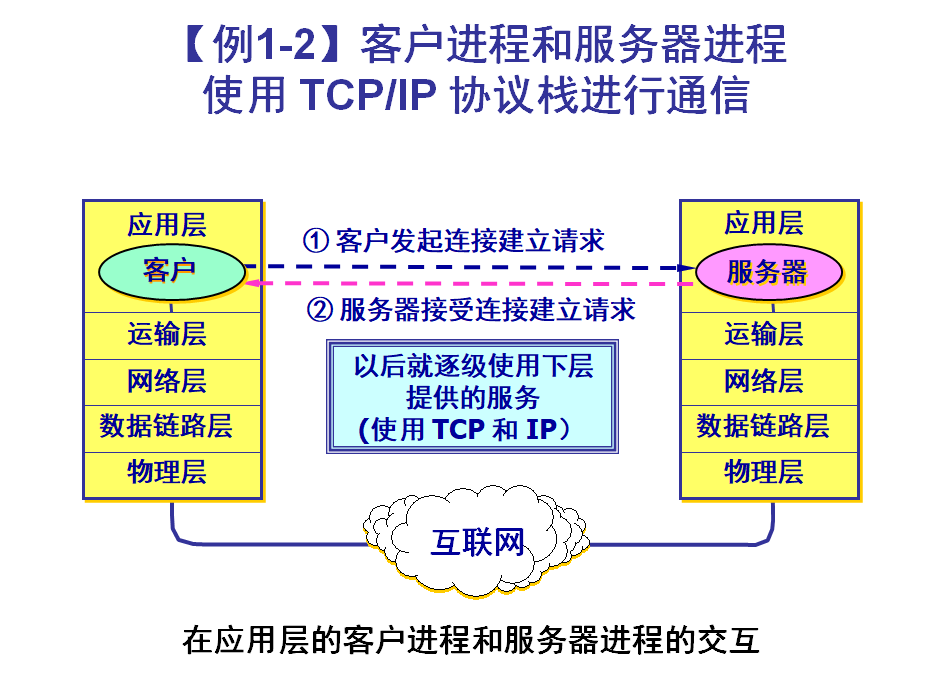 【例1-2】客户进程和服务器进程
使用 TCP/IP 协议栈进行通信
应用层
客户
运输层
网络层
数据链路层
物理层
① 客户发起连接建立请求
② 服务器接受连接建立请求
以后就逐级使用下层
提供的服务
(使用 TCP 和 IP）
应用层
服务器
运输层
网络层
数据链路层
物理层
互联网
在应用层的客户进程和服务器进程的交互